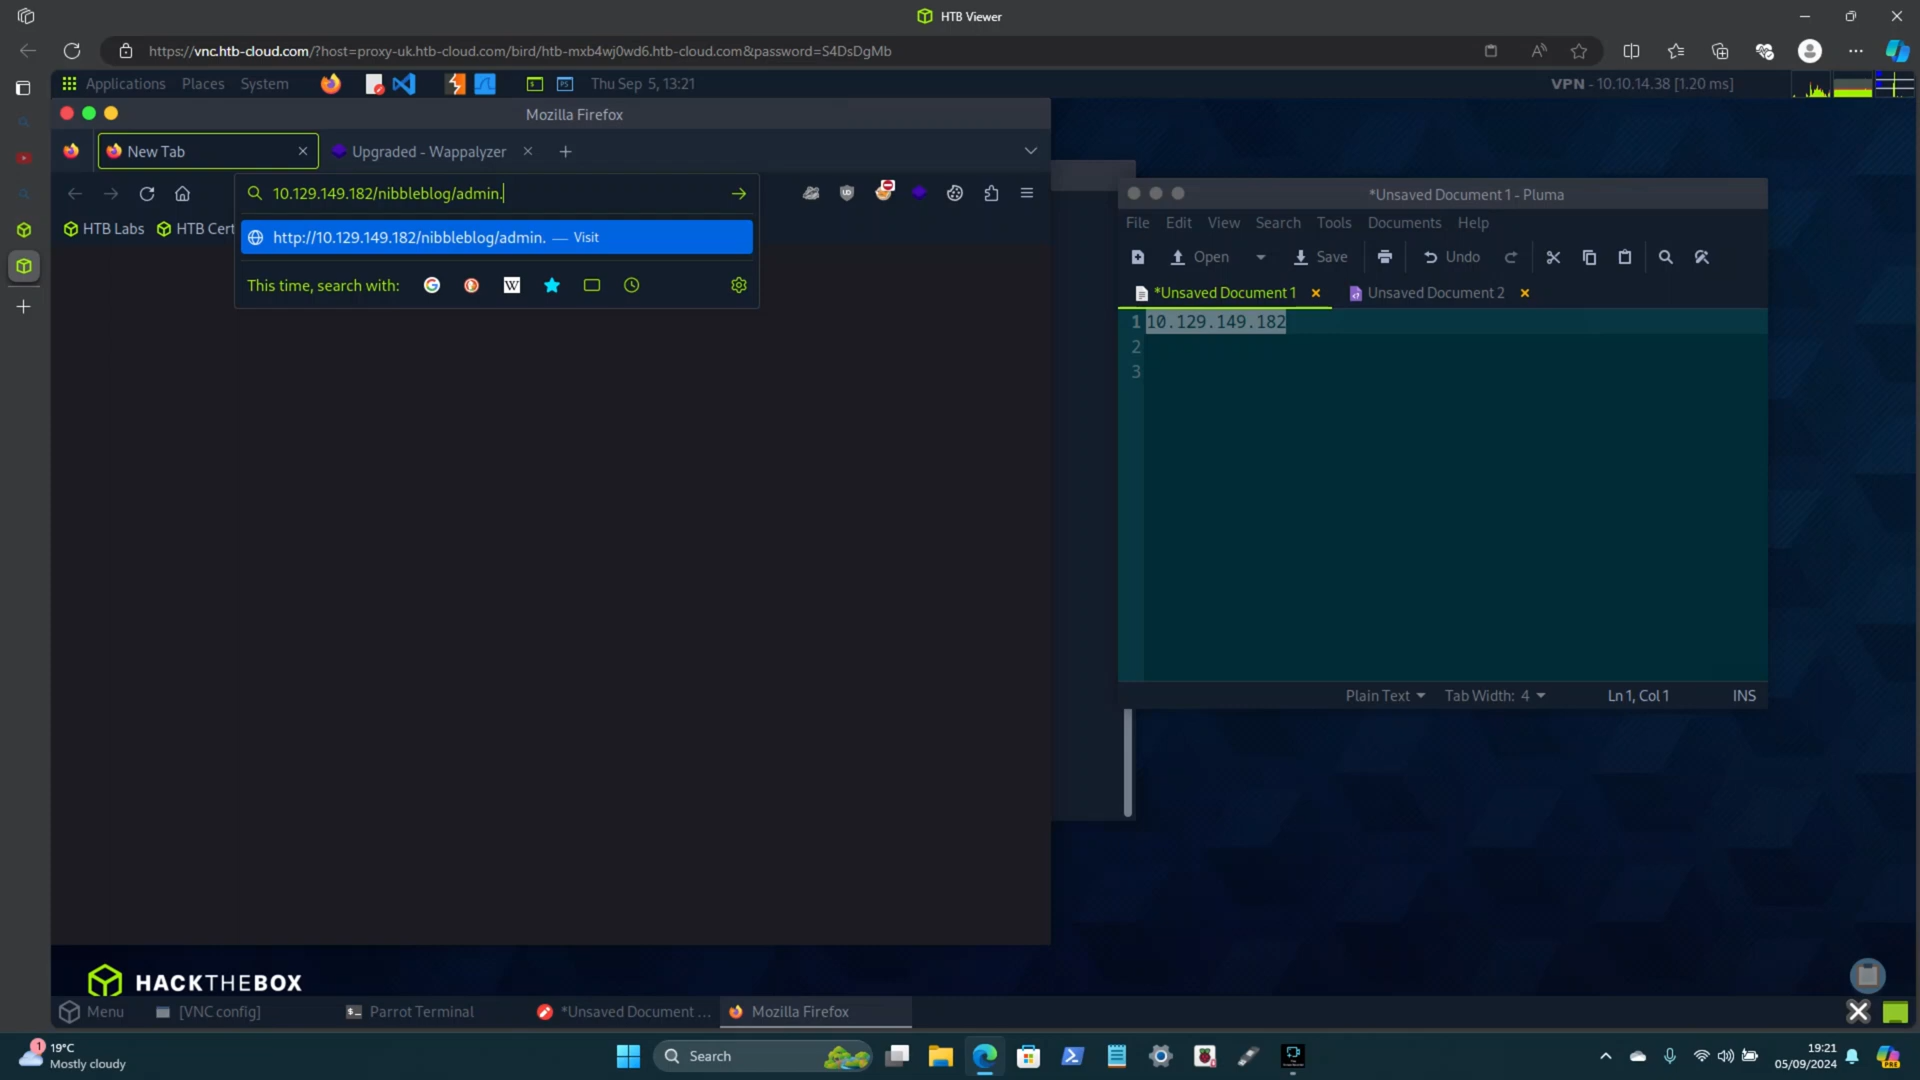 HTB Viewer
https://vnc.htb-cloud.com/?host=proxy-uk.htb-cloud.com/bird/htb-mxb4wj0wd6.htb-cloud.com&password=S4DsDgMb
Applications Places System Thu Sep 5, 13:21 VPN - 10.10.14.38 [1.20 ms]
Mozilla Firefox
New Tab Upgraded - Wappalyzer
10.129.149.182/nibbleblog/admin.
HTB Labs HTB Cert
http://10.129.149.182/nibbleblog/admin. — Visit
This time, search with:
*Unsaved Document 1 - Pluma
File Edit View Search Tools Documents Help
Open Save Undo
*Unsaved Document 1 Unsaved Document 2
1 10.129.149.182
2
3
Plain Text Tab Width: 4 Ln 1, Col 1 INS
HACKTHEBOX
Menu [VNC config] Parrot Terminal *Unsaved Document ... Mozilla Firefox
1
19°C
Mostly cloudy
Search
19:21
05/09/2024
PRE